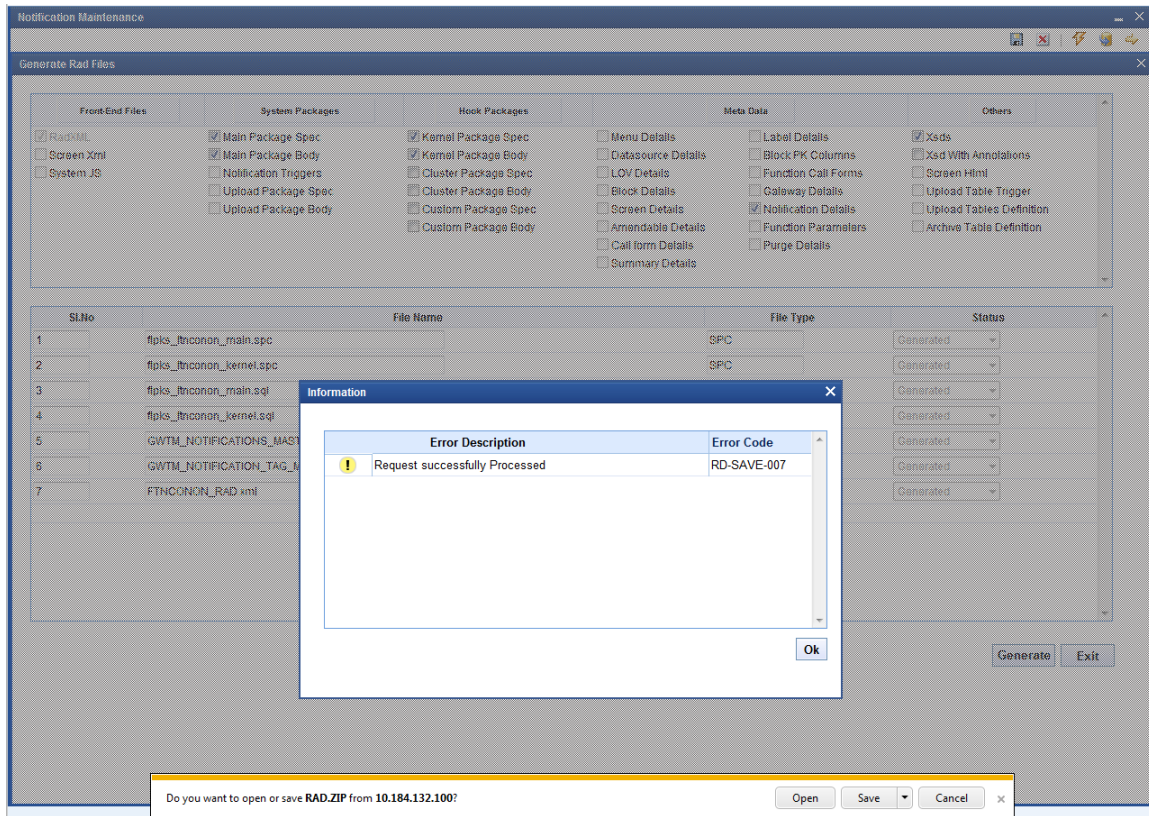 Notification Maintenance
Generate Rad Files
Front-End Files System Packages Hook Packages Meta Data Others
RadXML Main Package Spec Kernel Package Spec Menu Details Label Details Xsds
Screen Xml Main Package Body Kernel Package Body Datasource Details Block PK Columns Xsd With Annotations
System JS Notification Triggers Cluster Package Spec LOV Details Function Call Forms Screen Html
Upload Package Spec Cluster Package Body Block Details Gateway Details Upload Table Trigger
Upload Package Body Custom Package Spec Screen Details Notification Details Upload Tables Definition
Custom Package Body Amendable Details Function Parameters Archive Table Definition
Call form Details Purge Details
Summary Details
Sl.No File Name File Type Status
1 flpks_ltnconon_main.spc SPC Generated
2 flpks_ltnconon_kernel.spc SPC Generated
3 flpks_ltnconon_main.sql Generated
4 flpks_ltnconon_kernel.sql Generated
5 GWTM_NOTIFICATIONS_MAST Generated
6 GWTM_NOTIFICATION_TAG_M Generated
7 FTNCONON_RAD.xml Generated
Information
Error Description Error Code
Request successfully Processed RD-SAVE-007
Ok
Generate Exit
Do you want to open or save RAD.ZIP from 10.184.132.100? Open Save Cancel